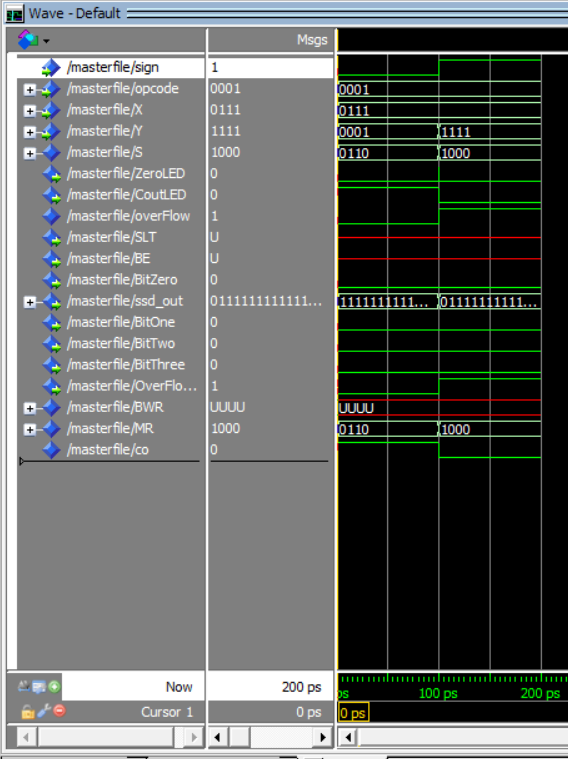 Wave - Default
Msgs
/masterfile/sign 1
/masterfile/opcode 0001 0001
/masterfile/X 0111 0111
/masterfile/Y 1111 0001 1111
/masterfile/S 1000 0110 1000
/masterfile/ZeroLED 0
/masterfile/CoutLED 0
/masterfile/overFlow 1
/masterfile/SLT U
/masterfile/BE U
/masterfile/BitZero 0
/masterfile/ssd_out 0111111111111... 1111111111... 01111111111...
/masterfile/BitOne 0
/masterfile/BitTwo 0
/masterfile/BitThree 0
/masterfile/OverFlo... 1
/masterfile/BWR UUUU UUUU
/masterfile/MR 1000 0110 1000
/masterfile/co 0
Now 200 ps ps 100 ps 200 ps
Cursor 1 0 ps 0 ps